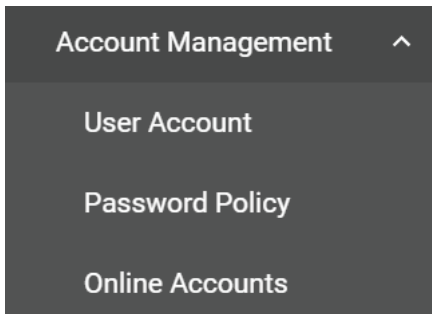 Account Management
User Account
Password Policy
Online Accounts